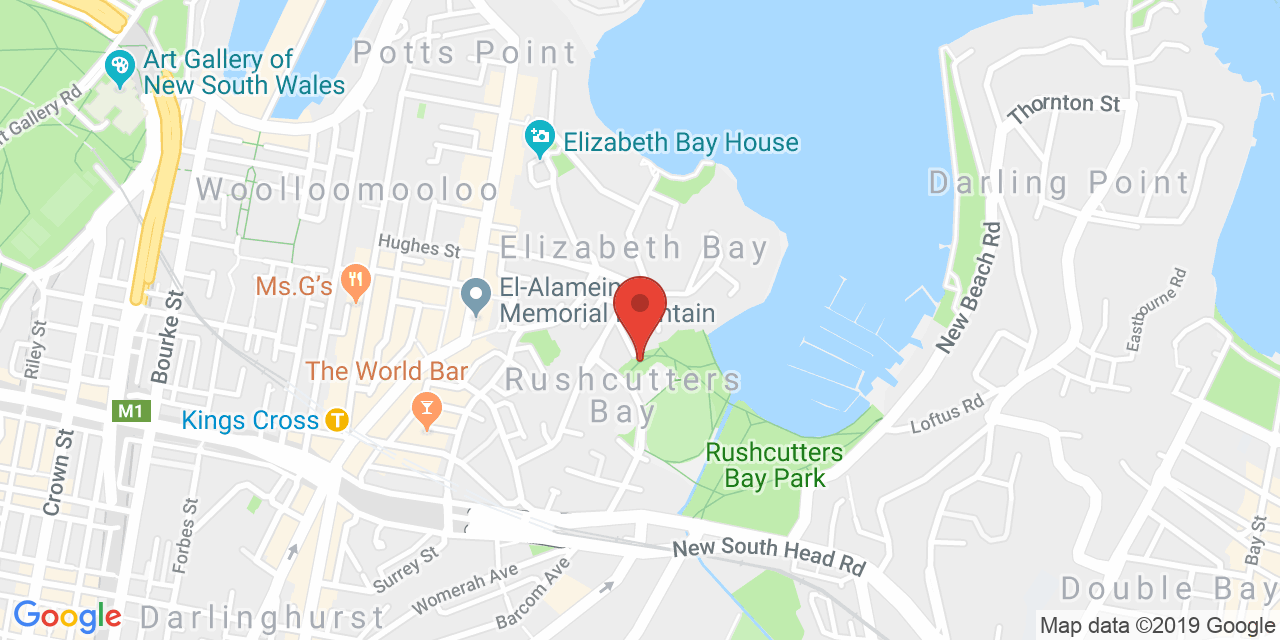 Potts Point
Art Gallery of
New South Wales
Art Gallery Rd
Thornton St
Elizabeth Bay House
Woolloomooloo
Darling Point
Hughes St
Elizabeth Bay
New Beach Rd
Ms.G's
El-Alamein
Memorial Fountain
Eastbourne Rd
Riley St
Bourke St
The World Bar
Rushcutters
Bay
M1
Kings Cross
T
Loftus Rd
Rushcutters
Bay Park
Crown St
Forbes St
Surrey St
New South Head Rd
Bay St
Womerah Ave
Barcom Ave
Double Bay
Google
Darlinghurst
Map data ©2019 Google